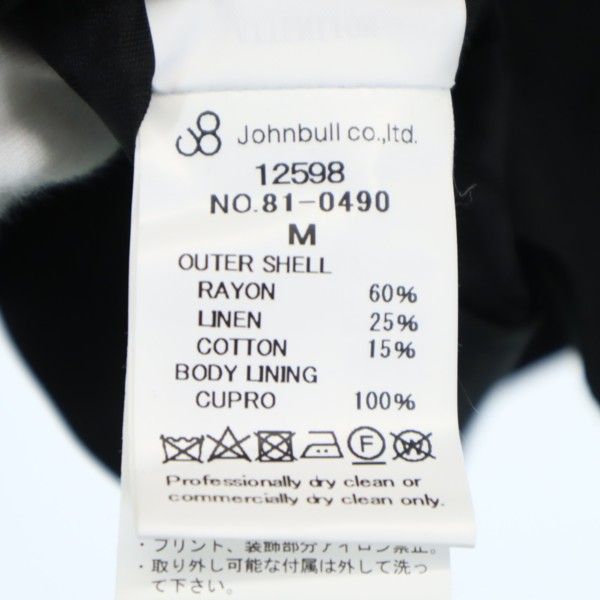 Johnbull co.,ltd.
12598
NO.81-0490
M
OUTER SHELL
RAYON 60%
LINEN 25%
COTTON 15%
BODY LINING
CUPRO 100%
F
W
Professionally dry clean or
commercially dry clean only.
・プリント、装飾部分アイロン禁止。
・取り外し可能な付属は外して洗っ
て下さい。